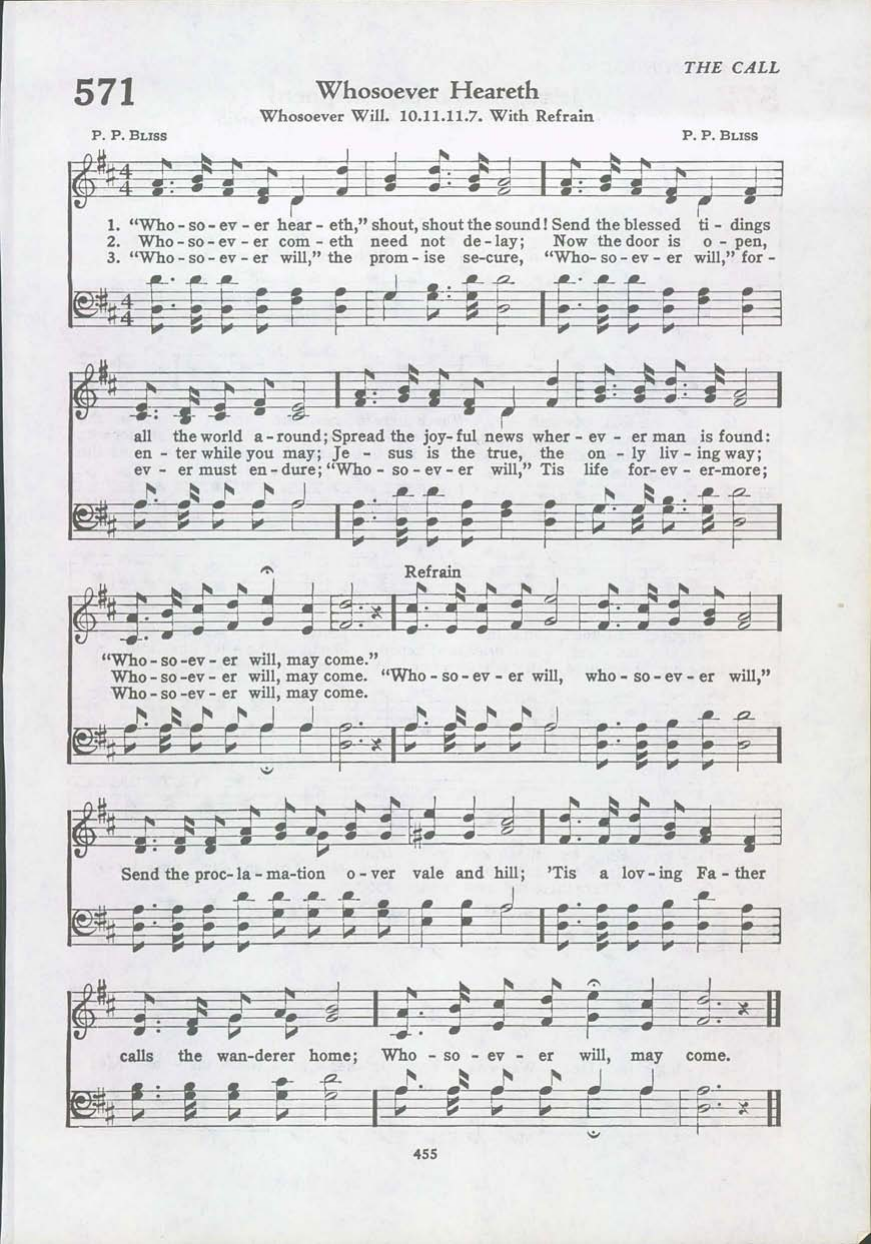 THE CALL
571
Whosoever Heareth
Whosoever Will. 10.11.11.7. With Refrain
P. P. BLISS P. P. BLISS
1. “Who - so - ev - er hear - eth,” shout, shout the sound! Send the blessed ti - dings
2. Who - so - ev - er com - eth need not de - lay; Now the door is o - pen,
3. “Who - so - ev - er will,” the prom - ise se-cure, “Who- so - ev - er will,” for -
all the world a - round; Spread the joy- ful news wher - ev - er man is found:
en - ter while you may; Je - sus is the true, the on - ly liv - ing way;
ev - er must en - dure; “Who - so - ev - er will,” Tis life for- ev - er-more;
Refrain
“Who - so - ev - er will, may come.”
Who - so - ev - er will, may come. “Who - so - ev - er will, who - so - ev - er will,”
Who - so - ev - er will, may come.
Send the proc- la - ma-tion o - ver vale and hill; ’Tis a lov - ing Fa - ther
calls the wan-derer home; Who - so - ev - er will, may come.
455